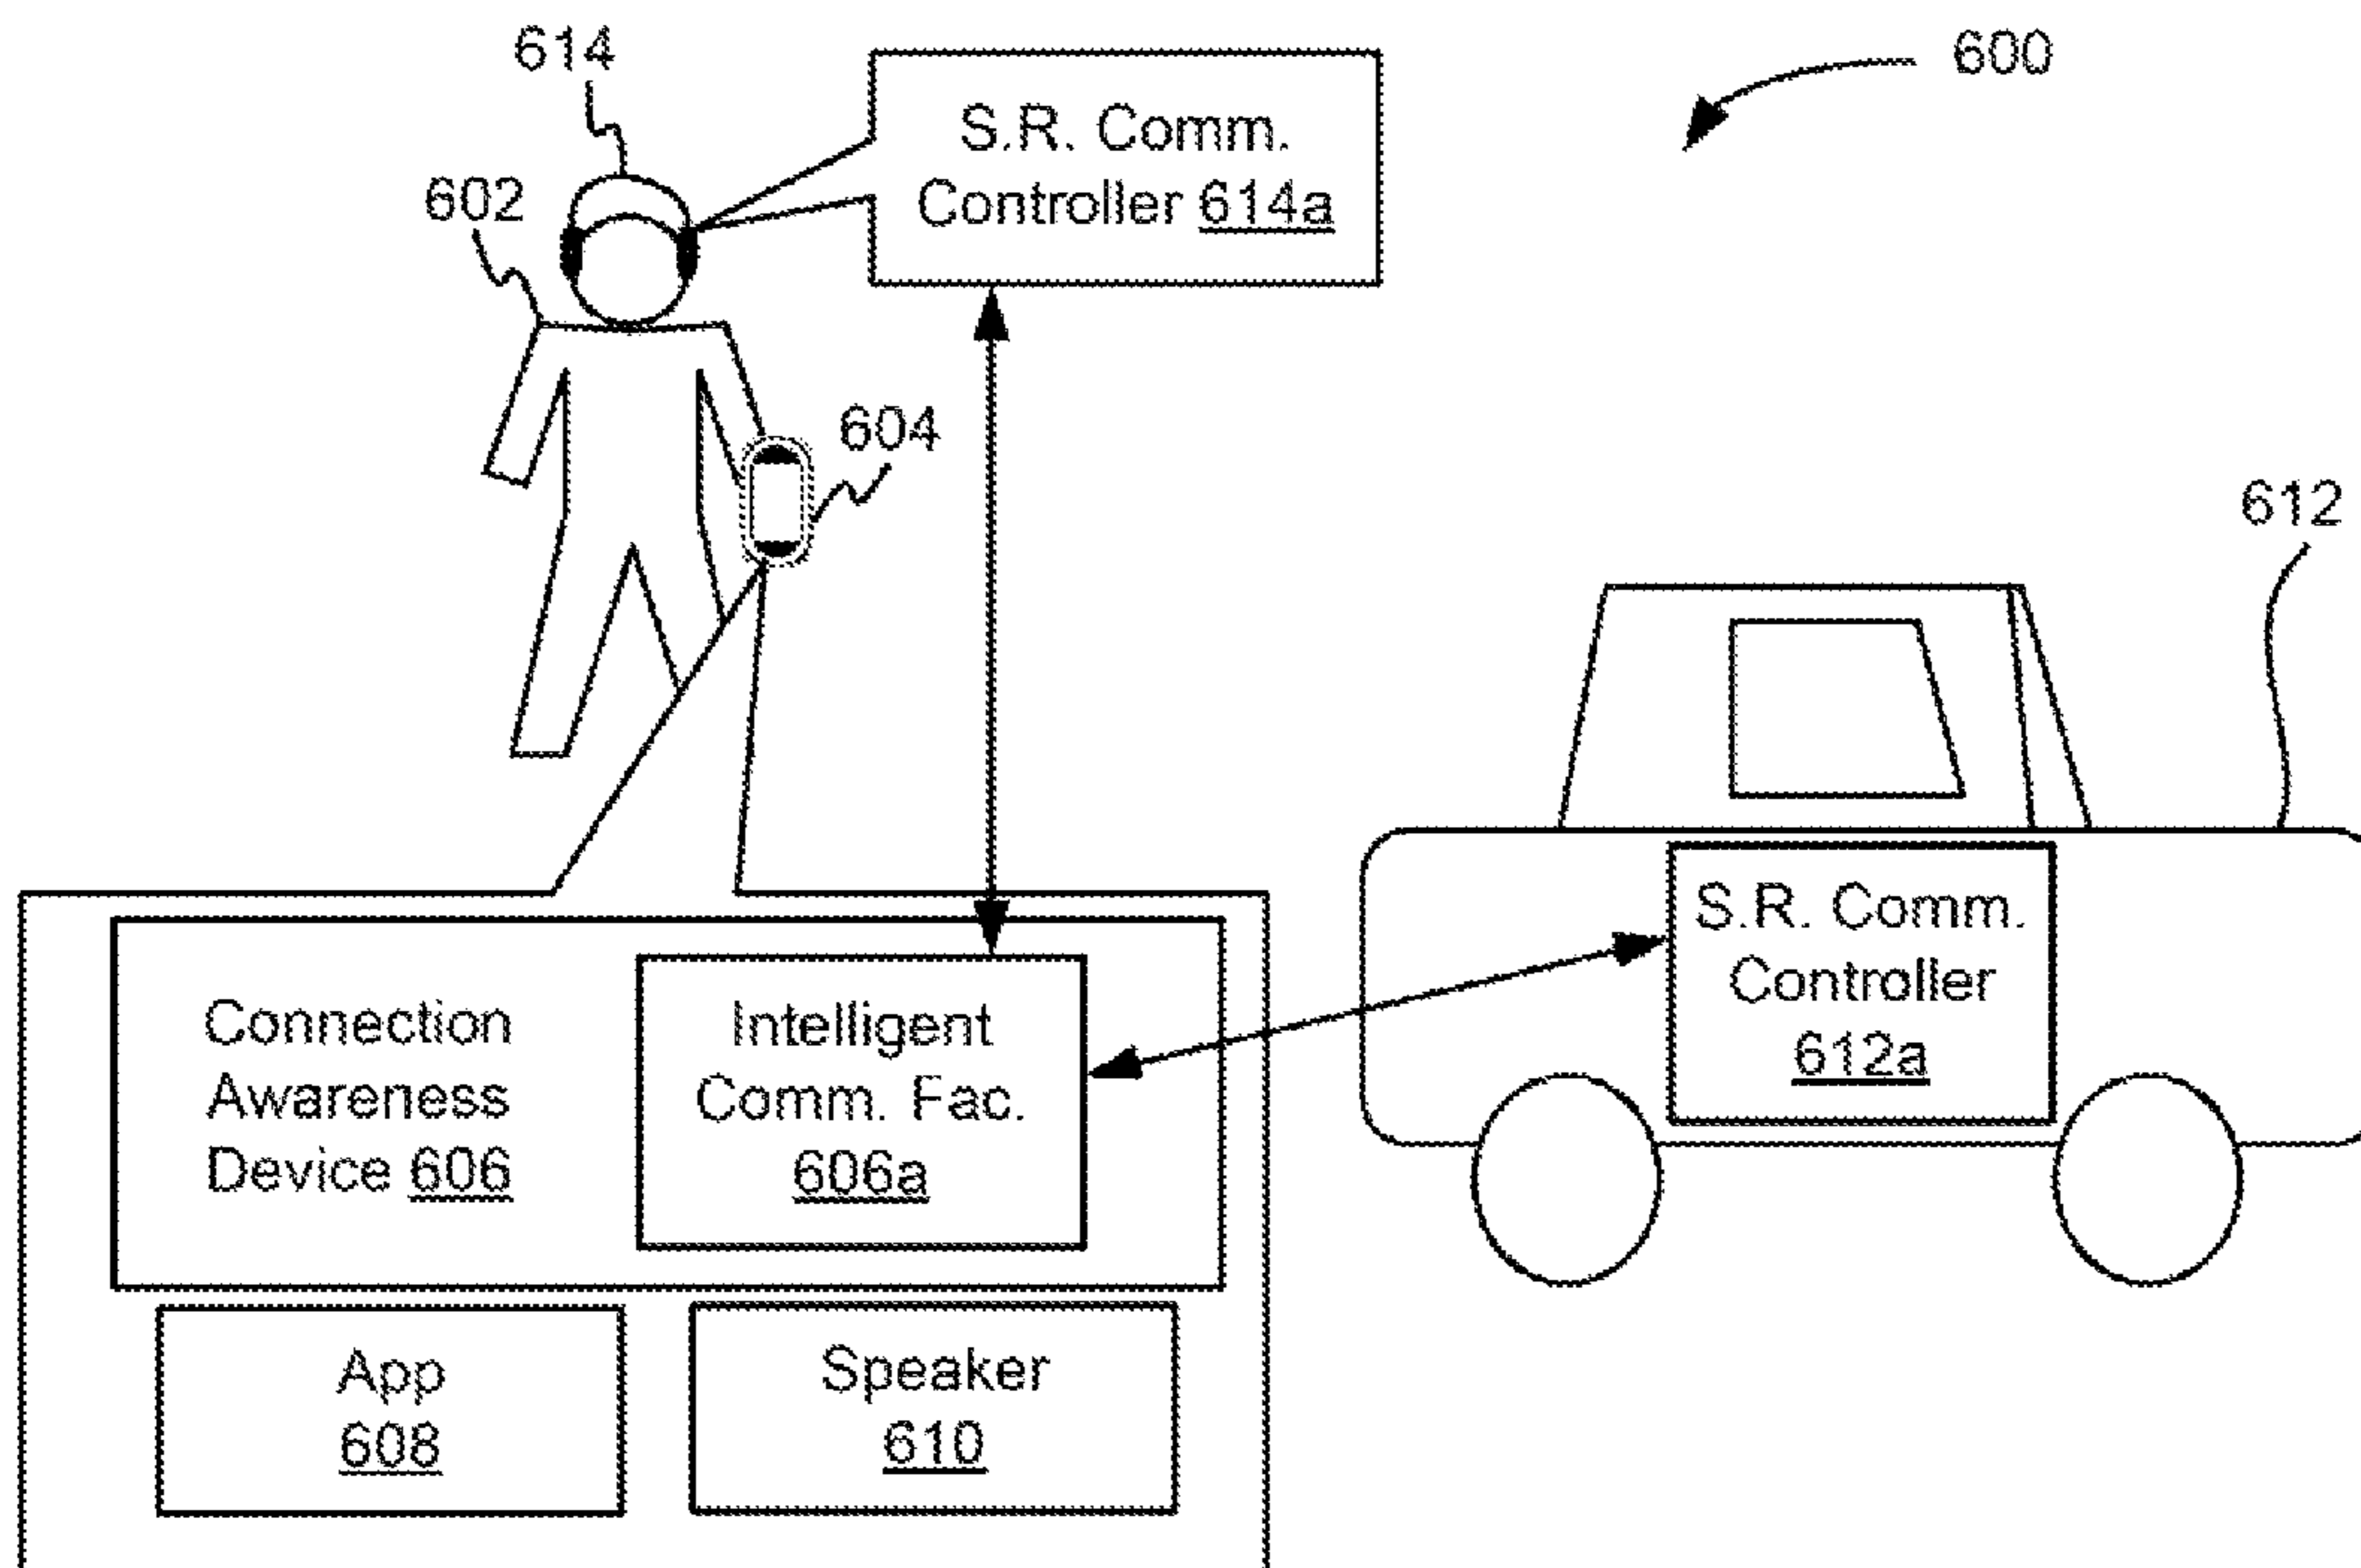 614
600
S.R. Comm.
Controller 614a
602
604
612
S.R. Comm.
Controller
612a
Connection
Awareness
Device 606
Intelligent
Comm. Fac.
606a
App
608
Speaker
610